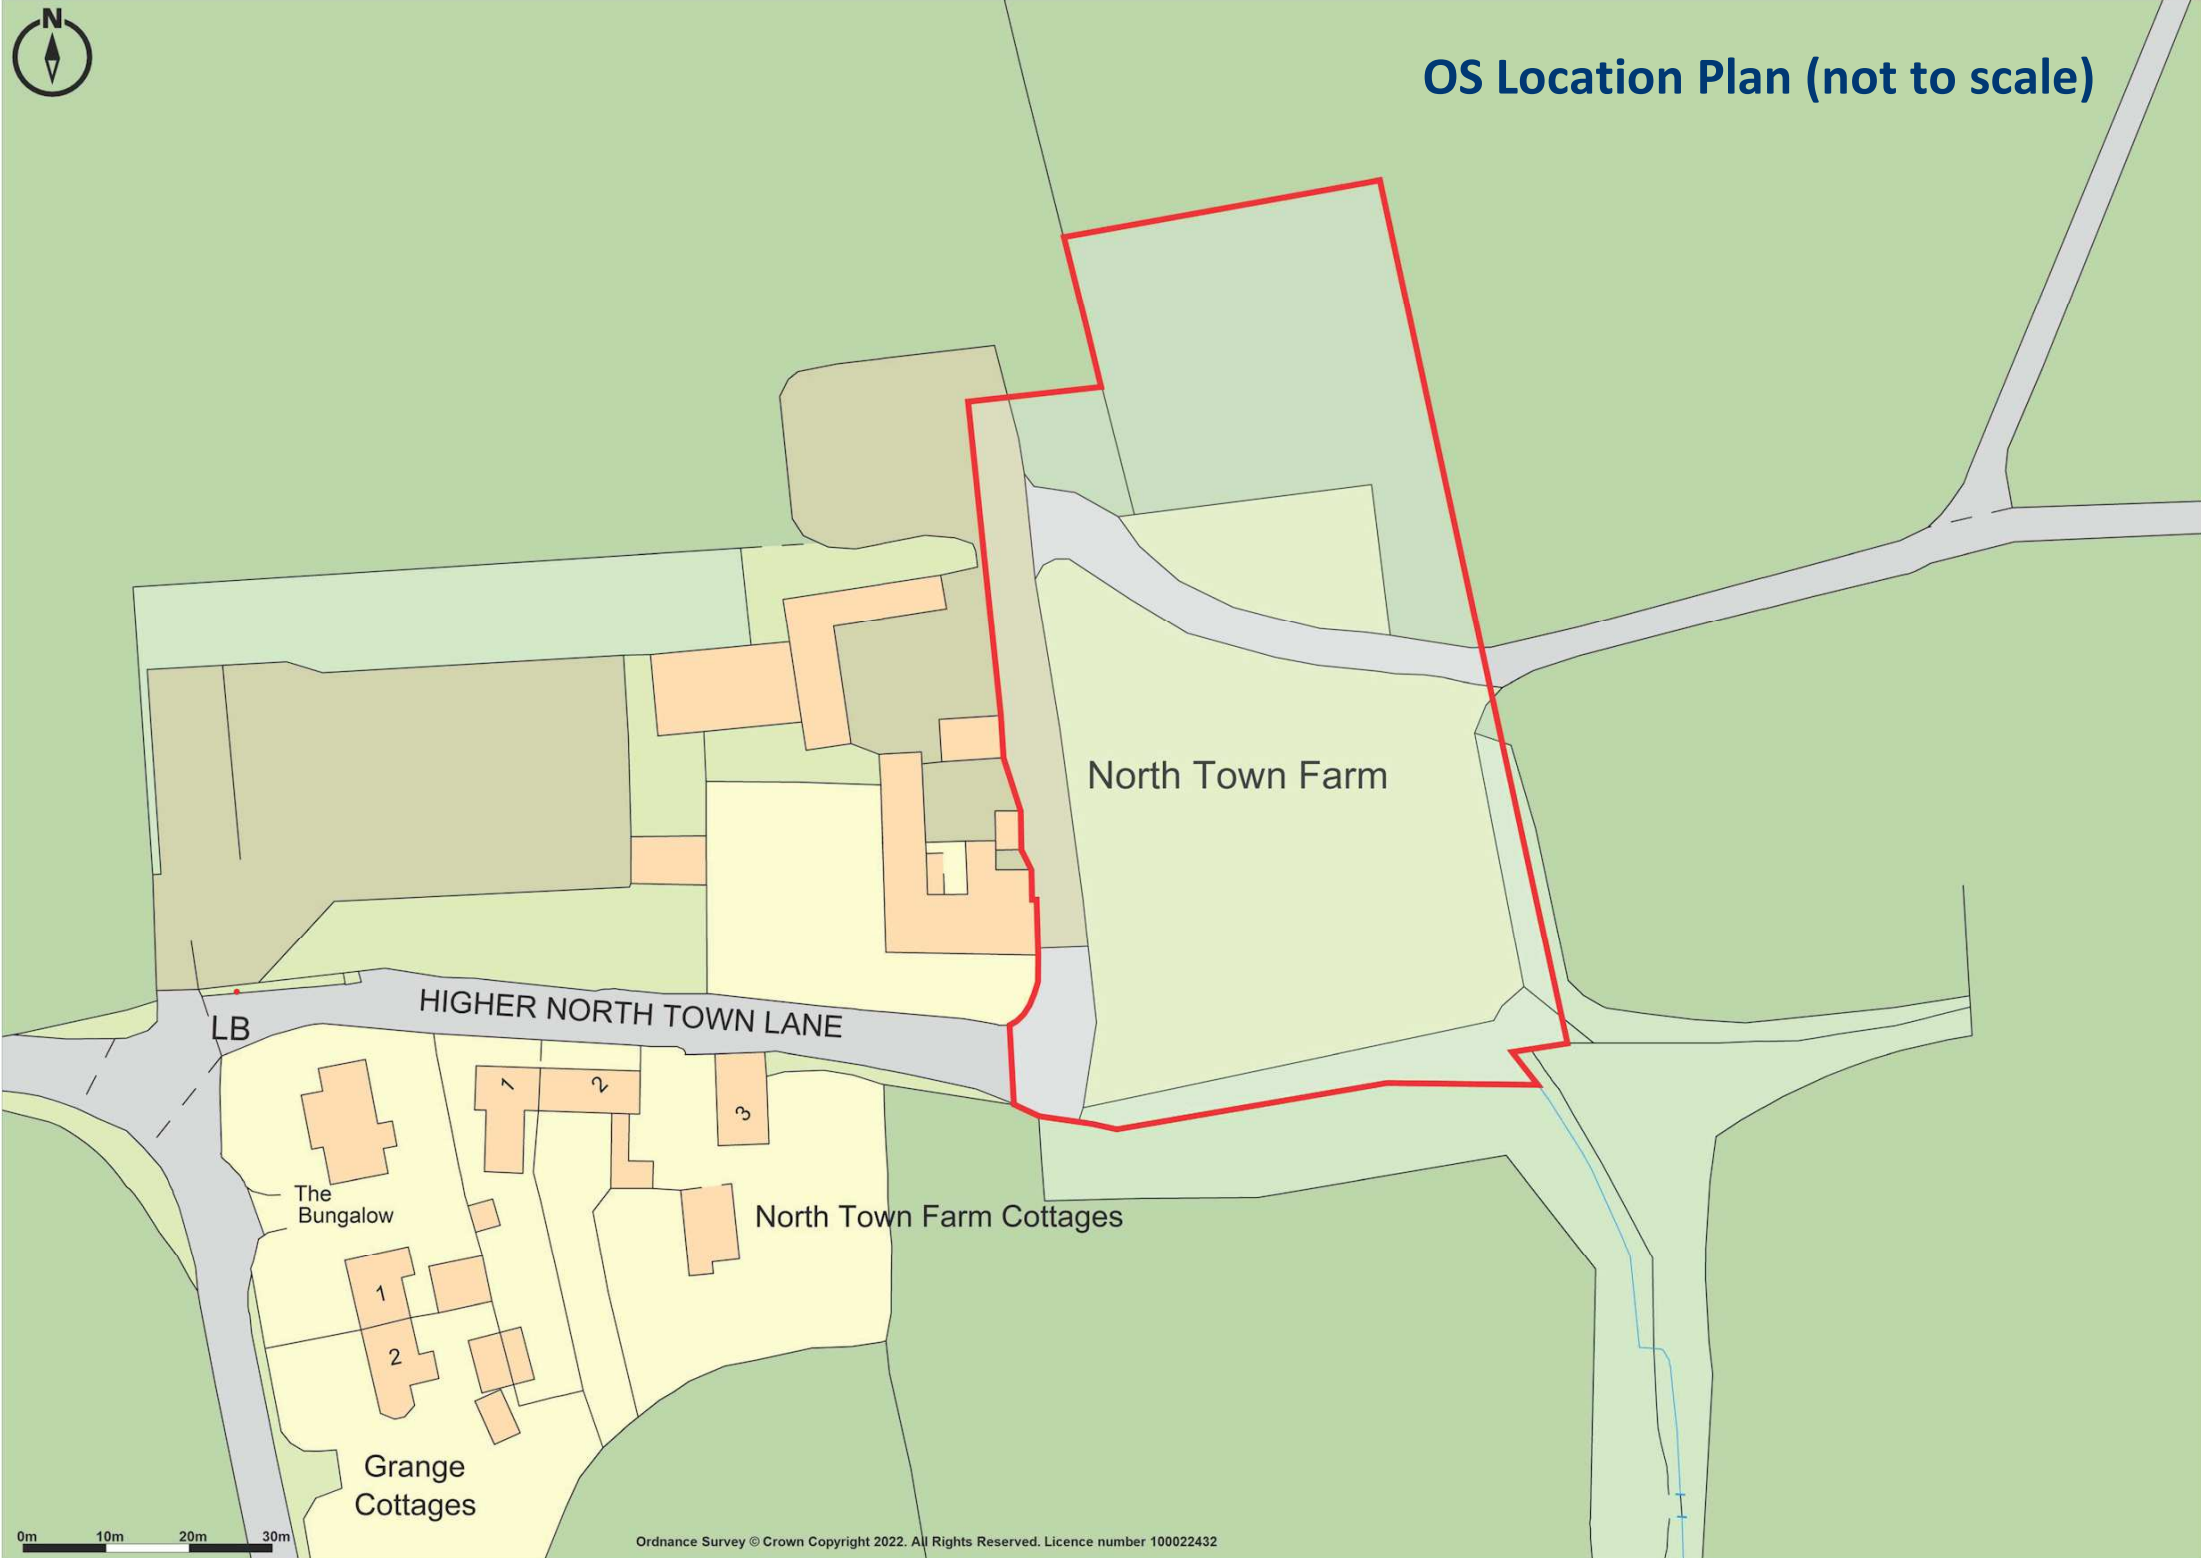 N
OS Location Plan (not to scale)
North Town Farm
HIGHER NORTH TOWN LANE
LB
1
2
3
The
Bungalow
North Town Farm Cottages
1
2
Grange
Cottages
0m 10m 20m 30m
Ordnance Survey © Crown Copyright 2022. All Rights Reserved. Licence number 100022432